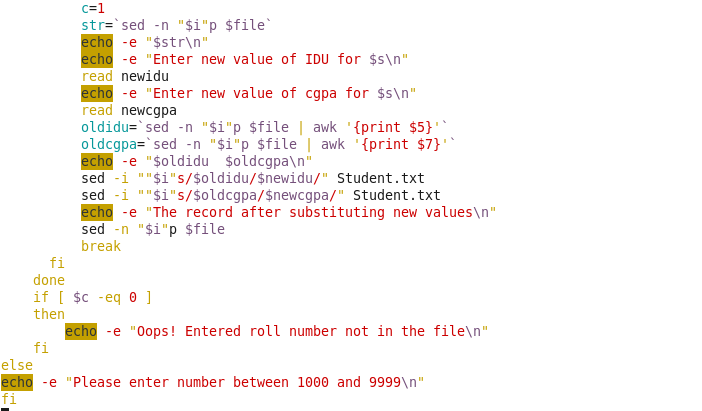 c=1
str=`sed -n "$i"p $file`
echo -e "$str\n"
echo -e "Enter new value of IDU for $s\n"
read newidu
echo -e "Enter new value of cgpa for $s\n"
read newcgpa
oldidu=`sed -n "$i"p $file | awk '{print $5}'`
oldcgpa=`sed -n "$i"p $file | awk '{print $7}'`
echo -e "$oldidu  $oldcgpa\n"
sed -i ""$i"s/$oldidu/$newidu/" Student.txt
sed -i ""$i"s/$oldcgpa/$newcgpa/" Student.txt
echo -e "The record after substituting new values\n"
sed -n "$i"p $file
break
fi
done
if [ $c -eq 0 ]
then
echo -e "Oops! Entered roll number not in the file\n"
fi
else
echo -e "Please enter number between 1000 and 9999\n"
fi